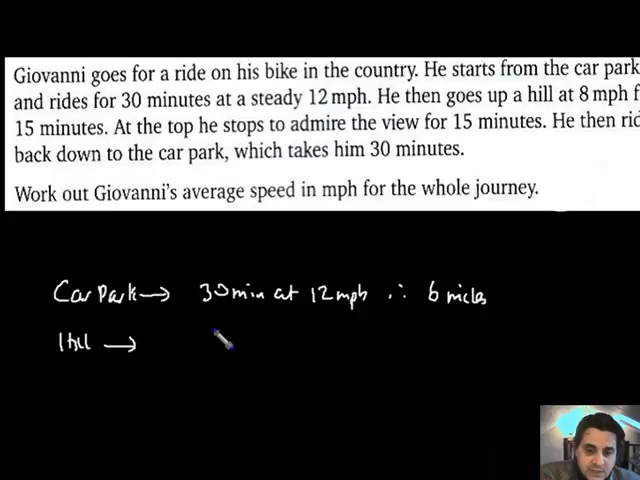 Giovanni goes for a ride on his bike in the country. He starts from the car park
and rides for 30 minutes at a steady 12 mph. He then goes up a hill at 8 mph f
15 minutes. At the top he stops to admire the view for 15 minutes. He then rid
back down to the car park, which takes him 30 minutes.
Work out Giovanni's average speed in mph for the whole journey.
Car Park → 30 min at 12 mph ∴ 6 miles
Hill →